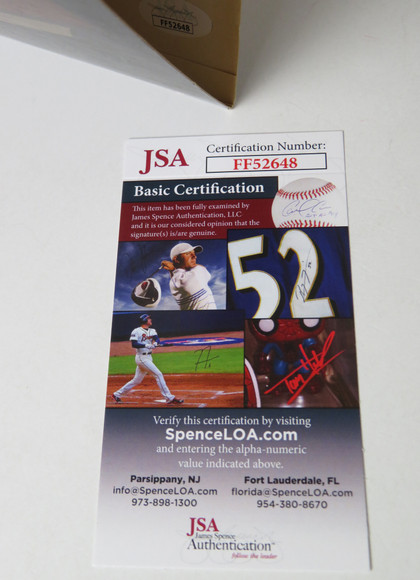 FF52648
JSA
Certification Number:
FF52648
Basic Certification
This item has been fully examined by
James Spence Authentication, LLC
and it is our considered opinion that the
signature(s) is/are genuine.
52
Verify this certification by visiting
SpenceLOA.com
and entering the alpha-numeric
value indicated above.
Parsippany, NJ
info@SpenceLOA.com
973-898-1300
Fort Lauderdale, FL
florida@SpenceLOA.com
954-380-8670
JSA
James Spence
Authentication
follow the leader